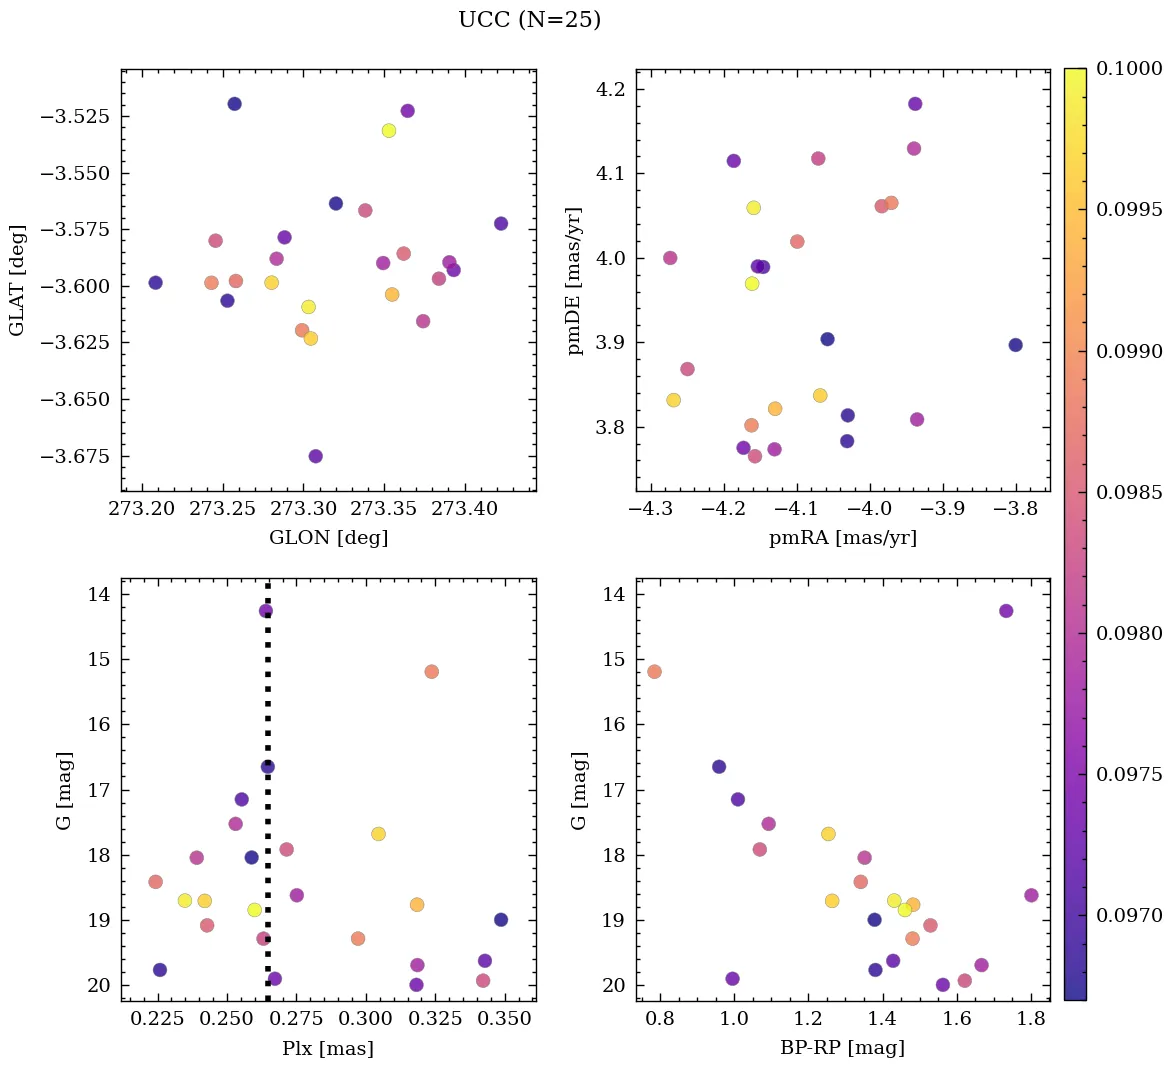 UCC (N=25)
−3.525
−3.550
−3.575
−3.600
−3.625
−3.650
−3.675
GLAT [deg]
273.20 273.25 273.30 273.35 273.40
GLON [deg]
4.2
4.1
4.0
3.9
3.8
pmDE [mas/yr]
−4.3 −4.2 −4.1 −4.0 −3.9 −3.8
pmRA [mas/yr]
14
15
16
17
18
19
20
G [mag]
0.225 0.250 0.275 0.300 0.325 0.350
Plx [mas]
14
15
16
17
18
19
20
G [mag]
0.8 1.0 1.2 1.4 1.6 1.8
BP-RP [mag]
0.1000
0.0995
0.0990
0.0985
0.0980
0.0975
0.0970